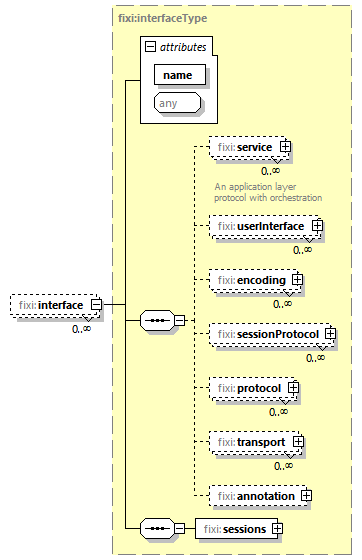 fixi:interfaceType
attributes
name
any
fixi:service
0..∞
An application layer
protocol with orchestration
fixi:userInterface
0..∞
fixi:encoding
0..∞
fixi:interface
0..∞
fixi:sessionProtocol
0..∞
fixi:protocol
0..∞
fixi:transport
0..∞
fixi:annotation
fixi:sessions